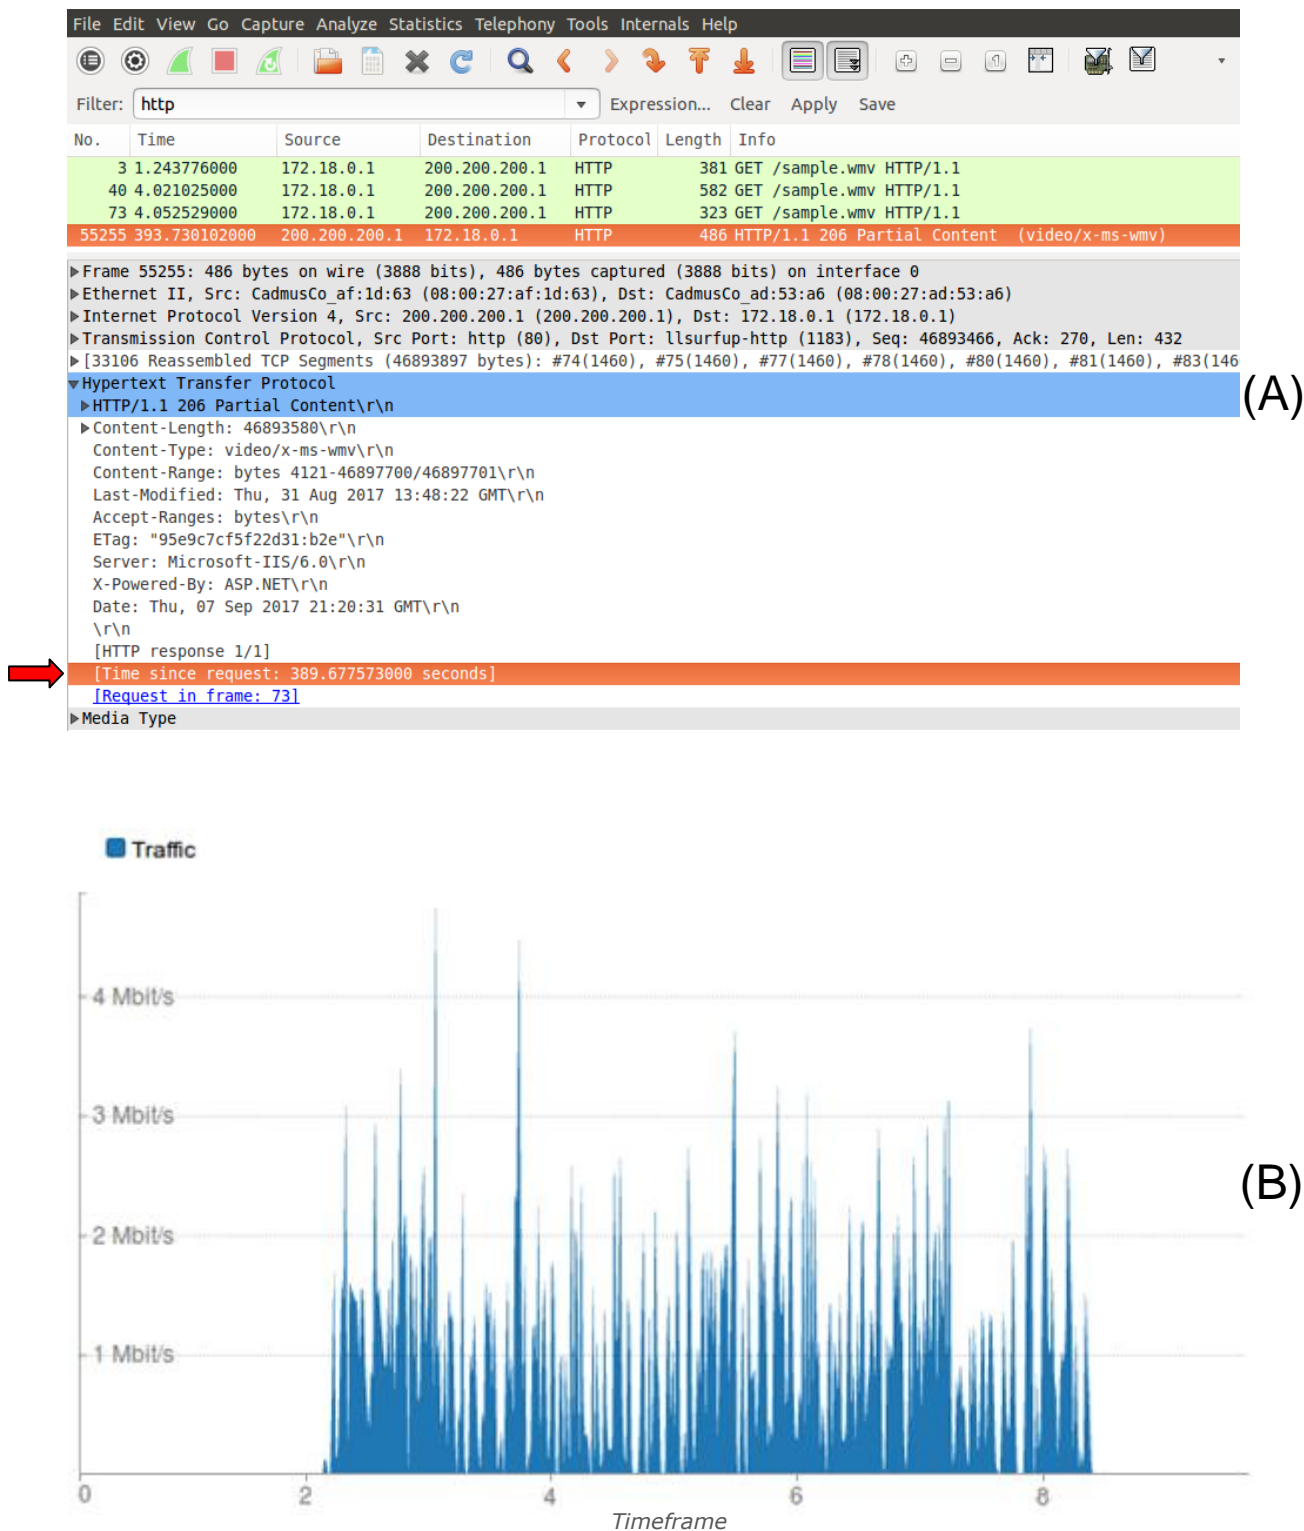 File Edit View Go Capture Analyze Statistics Telephony Tools Internals Help
Filter: http Expression... Clear Apply Save
No. Time Source Destination Protocol Length Info
3 1.243776000 172.18.0.1 200.200.200.1 HTTP 381 GET /sample.wmv HTTP/1.1
40 4.021025000 172.18.0.1 200.200.200.1 HTTP 582 GET /sample.wmv HTTP/1.1
73 4.052529000 172.18.0.1 200.200.200.1 HTTP 323 GET /sample.wmv HTTP/1.1
55255 393.730102000 200.200.200.1 172.18.0.1 HTTP 486 HTTP/1.1 206 Partial Content (video/x-ms-wmv)
Frame 55255: 486 bytes on wire (3888 bits), 486 bytes captured (3888 bits) on interface 0
Ethernet II, Src: CadmusCo_af:1d:63 (08:00:27:af:1d:63), Dst: CadmusCo_ad:53:a6 (08:00:27:ad:53:a6)
Internet Protocol Version 4, Src: 200.200.200.1 (200.200.200.1), Dst: 172.18.0.1 (172.18.0.1)
Transmission Control Protocol, Src Port: http (80), Dst Port: llsurfup-http (1183), Seq: 46893466, Ack: 270, Len: 432
[33106 Reassembled TCP Segments (46893897 bytes): #74(1460), #75(1460), #77(1460), #78(1460), #80(1460), #81(1460), #83(146
Hypertext Transfer Protocol
(A)
HTTP/1.1 206 Partial Content\r\n
Content-Length: 46893580\r\n
Content-Type: video/x-ms-wmv\r\n
Content-Range: bytes 4121-46897700/46897701\r\n
Last-Modified: Thu, 31 Aug 2017 13:48:22 GMT\r\n
Accept-Ranges: bytes\r\n
ETag: "95e9c7cf5f22d31:b2e"\r\n
Server: Microsoft-IIS/6.0\r\n
X-Powered-By: ASP.NET\r\n
Date: Thu, 07 Sep 2017 21:20:31 GMT\r\n
\r\n
[HTTP response 1/1]
[Time since request: 389.677573000 seconds]
[Request in frame: 73]
Media Type
Traffic
4 Mbit/s
3 Mbit/s
(B)
2 Mbit/s
1 Mbit/s
0 2 4 6 8
Timeframe